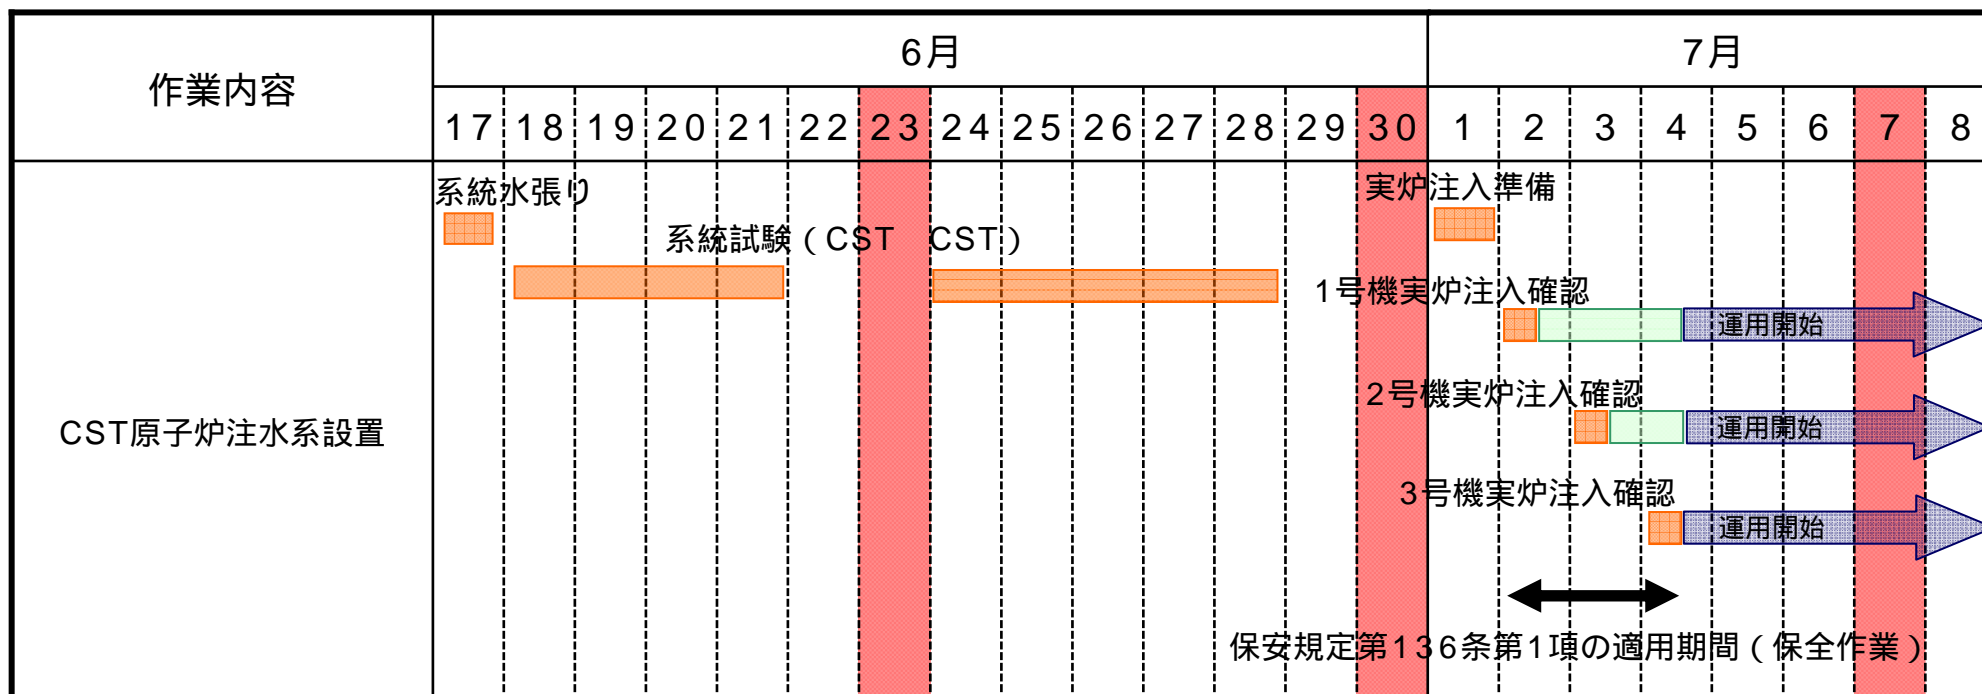 作業内容
6月
7月
17 18 19 20 21 22 23 24 25 26 27 28 29 30 1 2 3 4 5 6 7 8
系統水張り
実炉注入準備
系統試験(CST CST)
1号機実炉注入確認
運用開始
2号機実炉注入確認
運用開始
CST原子炉注水系設置
3号機実炉注入確認
運用開始
保安規定第136条第1項の適用期間(保全作業)